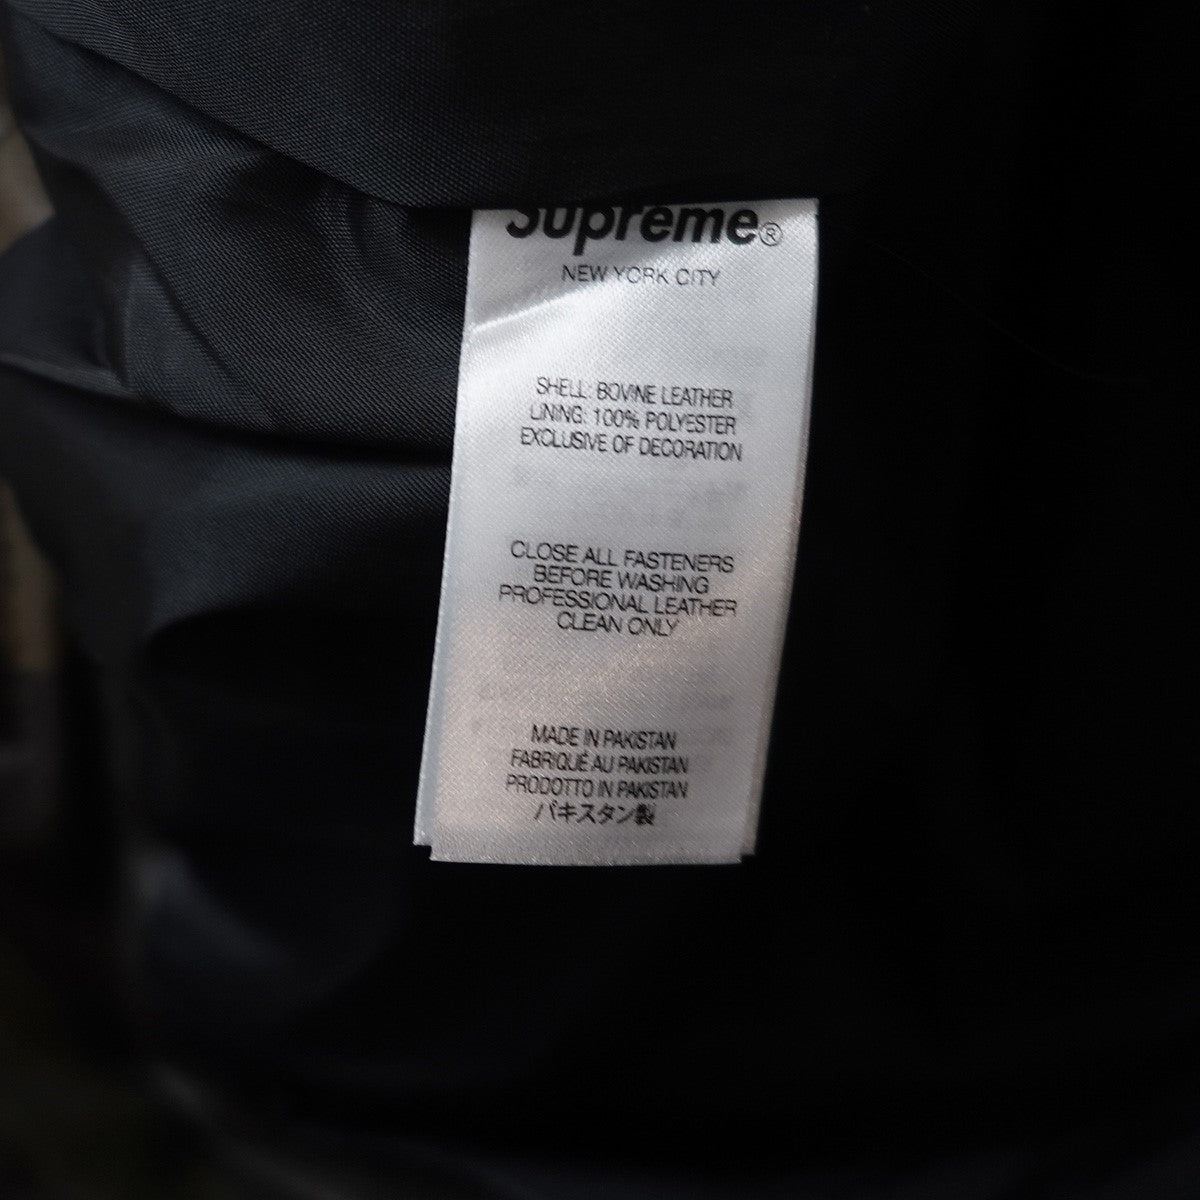 Supreme®
NEW YORK CITY
SHELL: BOVINE LEATHER
LINING: 100% POLYESTER
EXCLUSIVE OF DECORATION
CLOSE ALL FASTENERS
BEFORE WASHING
PROFESSIONAL LEATHER
CLEAN ONLY
MADE IN PAKISTAN
FABRIQUÉ AU PAKISTAN
PRODOTTO IN PAKISTAN
パキスタン製